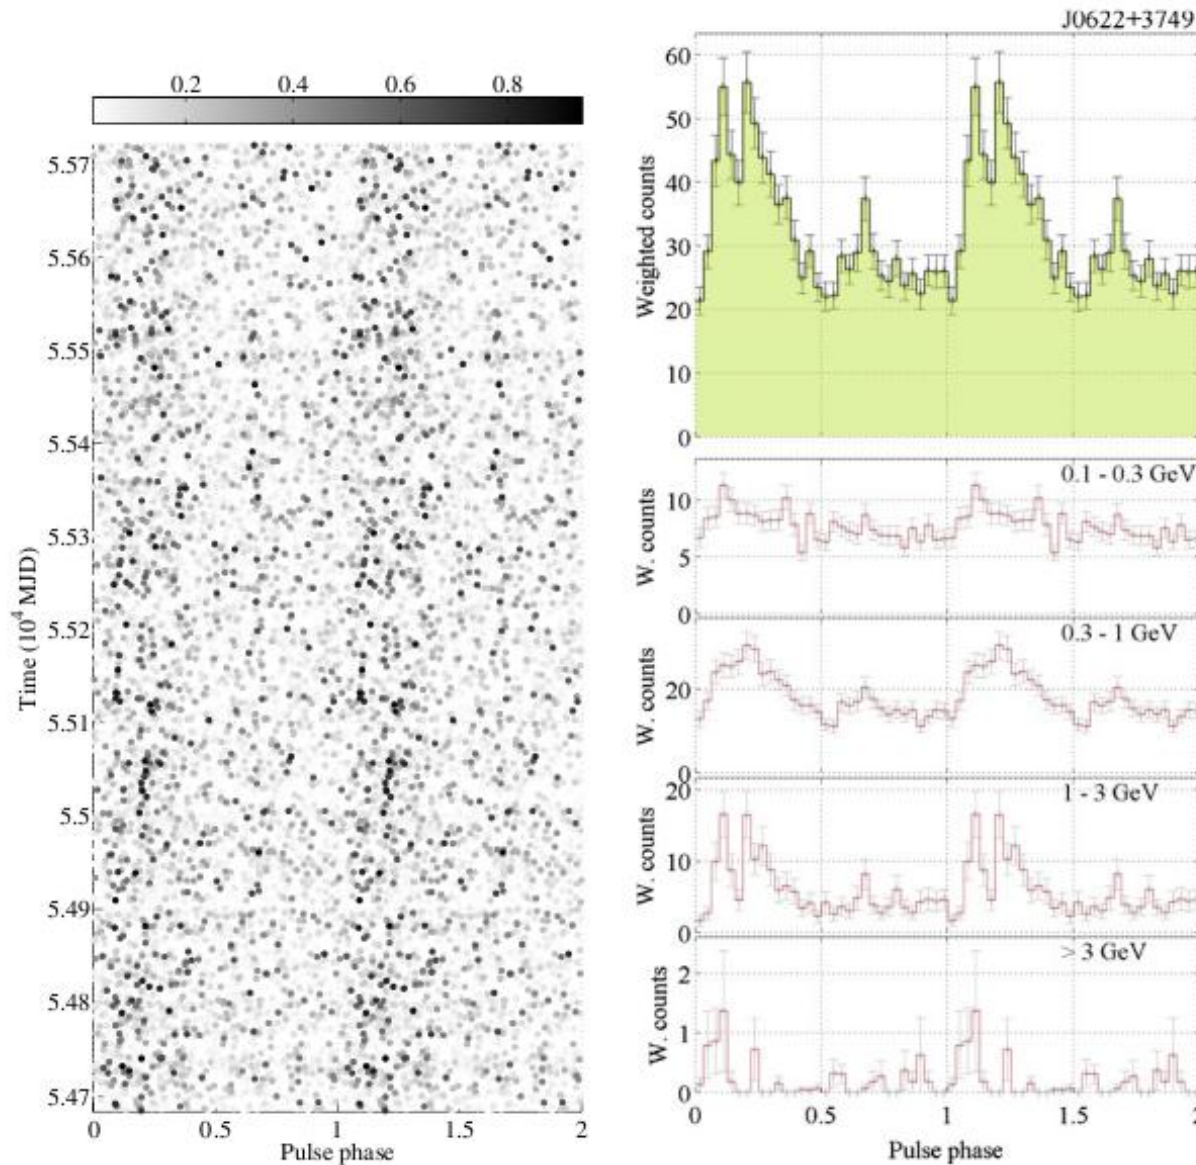 J0622+3749
0.2 0.4 0.6 0.8
5.57
5.56
5.55
5.54
5.53
5.52
5.51
5.5
5.49
5.48
5.47
Time (10⁴ MJD)
0 0.5 1 1.5 2
Pulse phase
60
50
40
30
20
10
0
Weighted counts
0.1 - 0.3 GeV
10
5
0
W. counts
0.3 - 1 GeV
20
0
W. counts
1 - 3 GeV
20
10
0
W. counts
> 3 GeV
2
1
0
W. counts
0 0.5 1 1.5 2
Pulse phase